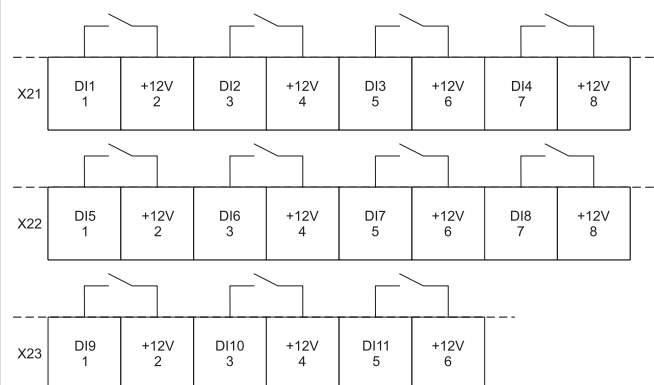 DI1 +12V DI2 +12V DI3 +12V DI4 +12V
X21
1 2 3 4 5 6 7 8
DI5 +12V DI6 +12V DI7 +12V DI8 +12V
X22
1 2 3 4 5 6 7 8
DI9 +12V DI10 +12V DI11 +12V
X23
1 2 3 4 5 6